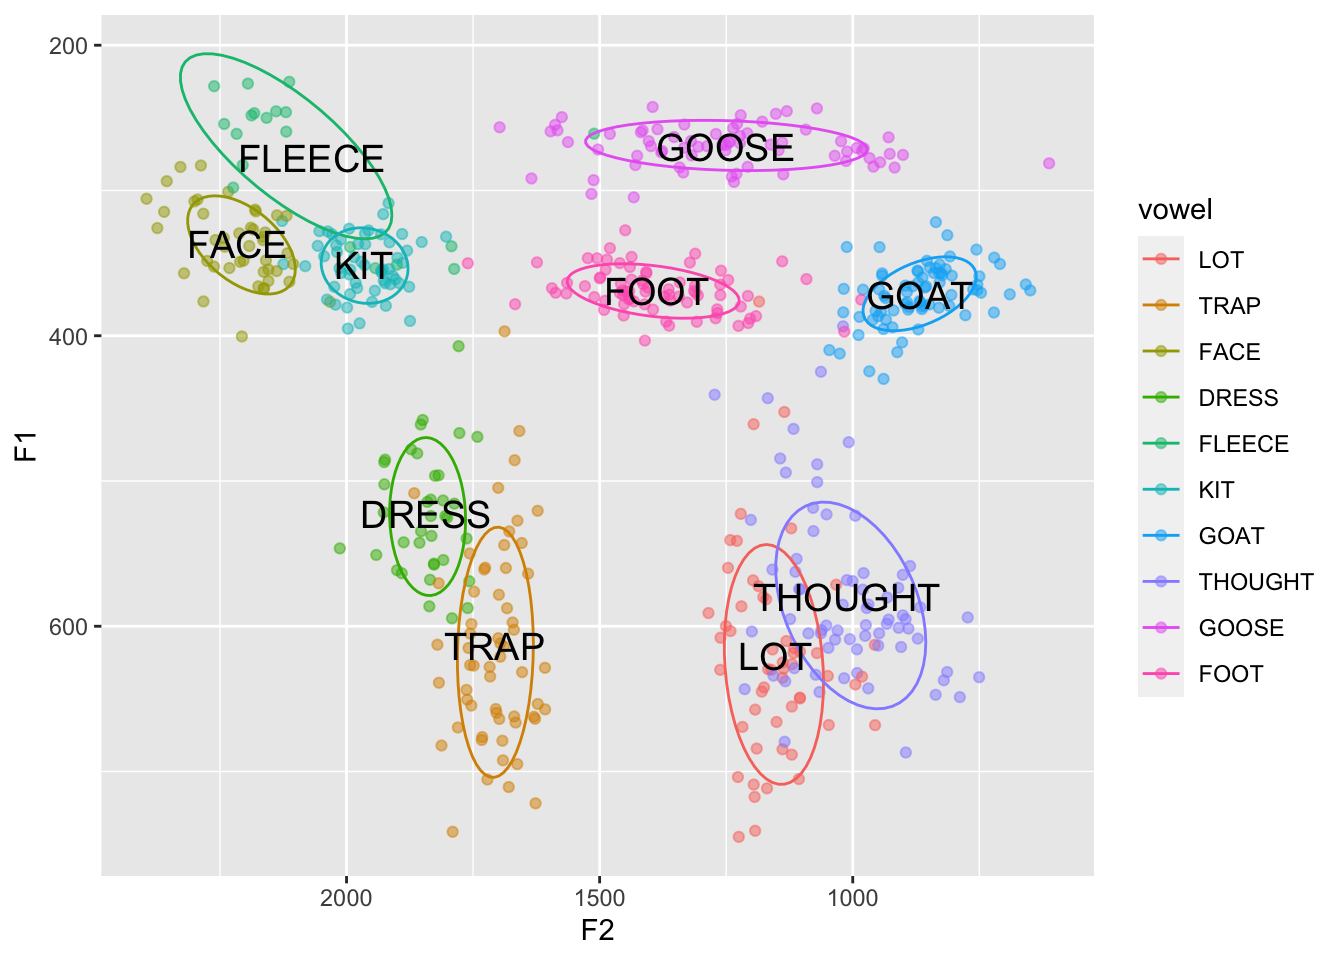 200
400
600
F1
2000
1500
1000
F2
FLEECE
GOOSE
FACE
KIT
FOOT
GOAT
DRESS
THOUGHT
TRAP
LOT
vowel
LOT
TRAP
FACE
DRESS
FLEECE
KIT
GOAT
THOUGHT
GOOSE
FOOT